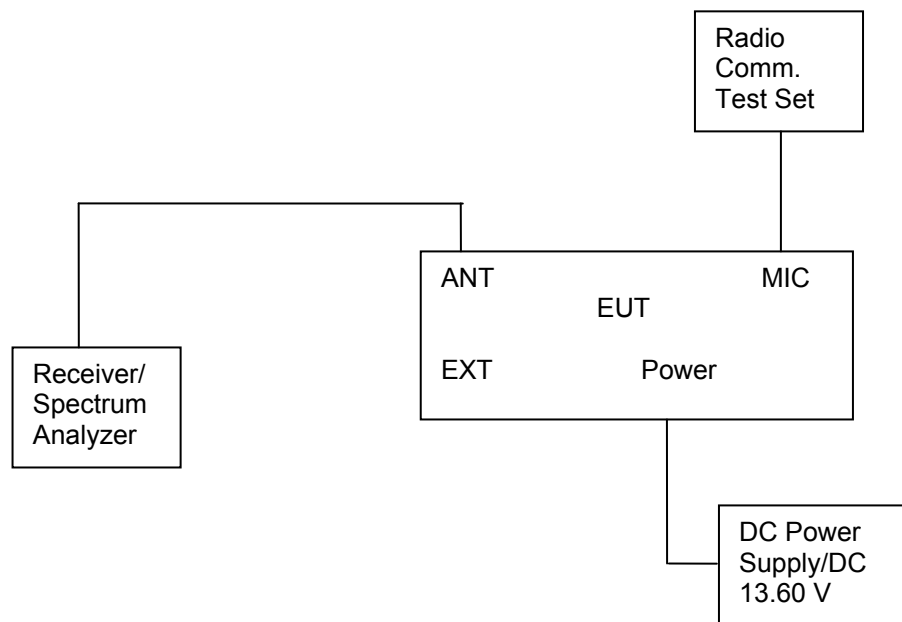 Radio
Comm.
Test Set
ANT
MIC
EUT
EXT
Power
Receiver/
Spectrum
Analyzer
DC Power
Supply/DC
13.60 V